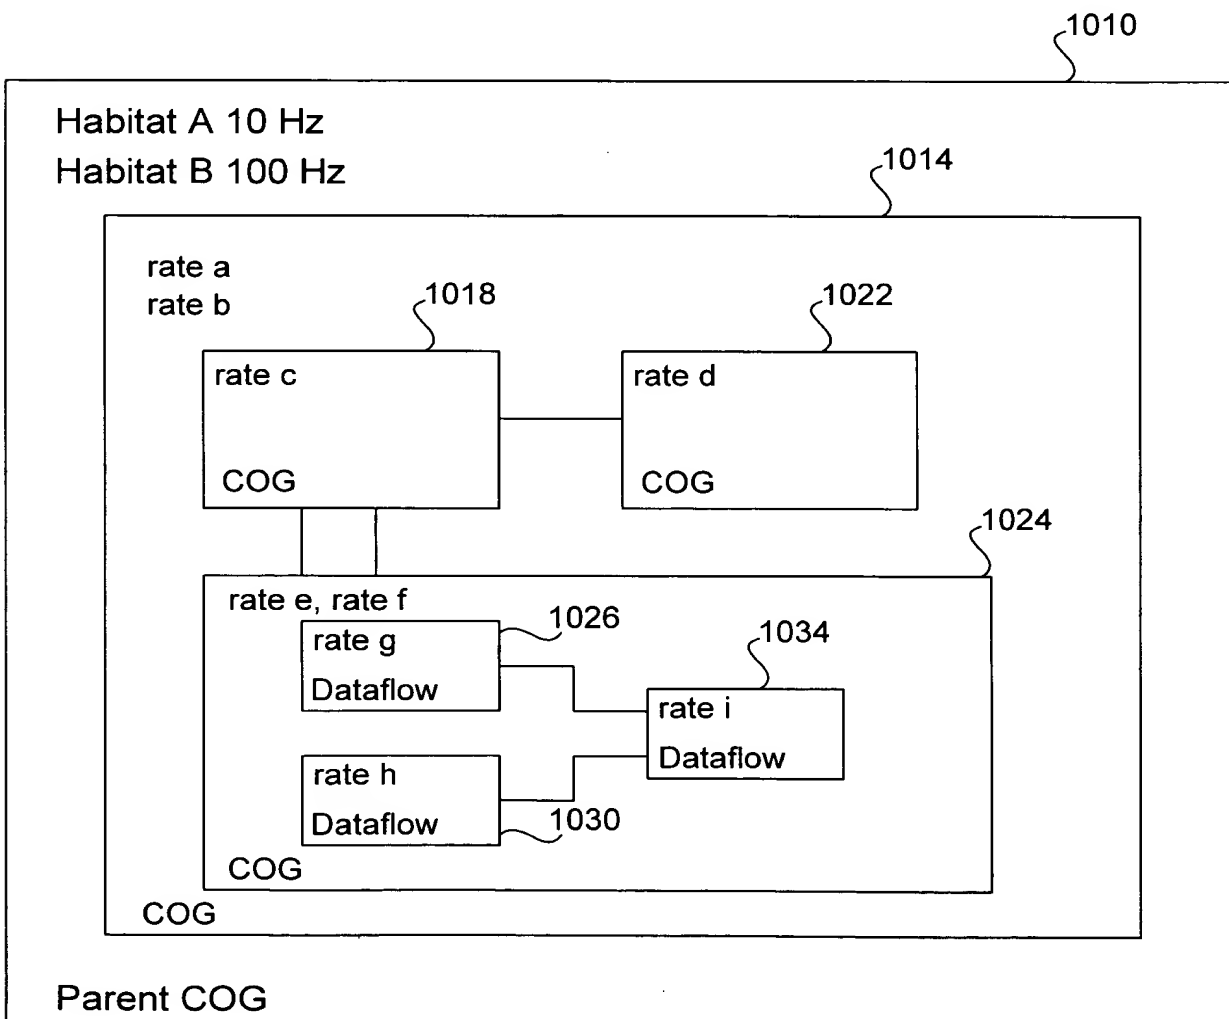 1010
Habitat A 10 Hz
Habitat B 100 Hz
1014
rate a
rate b
1018
1022
rate c
rate d
COG
COG
1024
rate e, rate f
1026
1034
rate g
Dataflow
rate i
Dataflow
rate h
Dataflow
1030
COG
COG
Parent COG